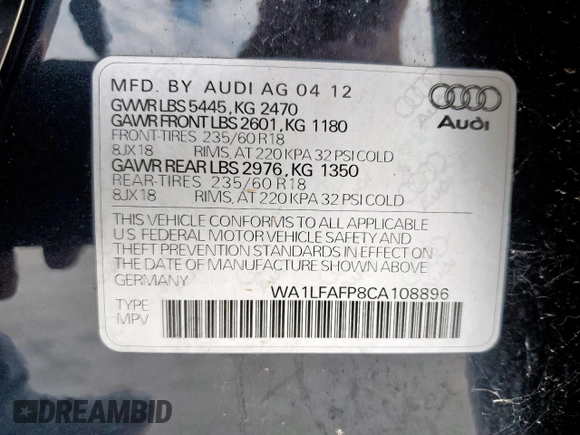 MFD. BY AUDI AG 04 12
GVWR LBS 5445, KG 2470
GAWR FRONT LBS 2601, KG 1180
FRONT-TIRES 235/60 R18
8JX18 RIMS, AT 220 KPA 32 PSI COLD
GAWR REAR LBS 2976, KG 1350
REAR-TIRES 235/60 R18
8JX18 RIMS, AT 220 KPA 32 PSI COLD
Audi
THIS VEHICLE CONFORMS TO ALL APPLICABLE
U.S. FEDERAL MOTOR VEHICLE SAFETY AND
THEFT PREVENTION STANDARDS IN EFFECT ON
THE DATE OF MANUFACTURE SHOWN ABOVE
GERMANY
WA1LFAFP8CA108896
TYPE
MPV
DREAMBID